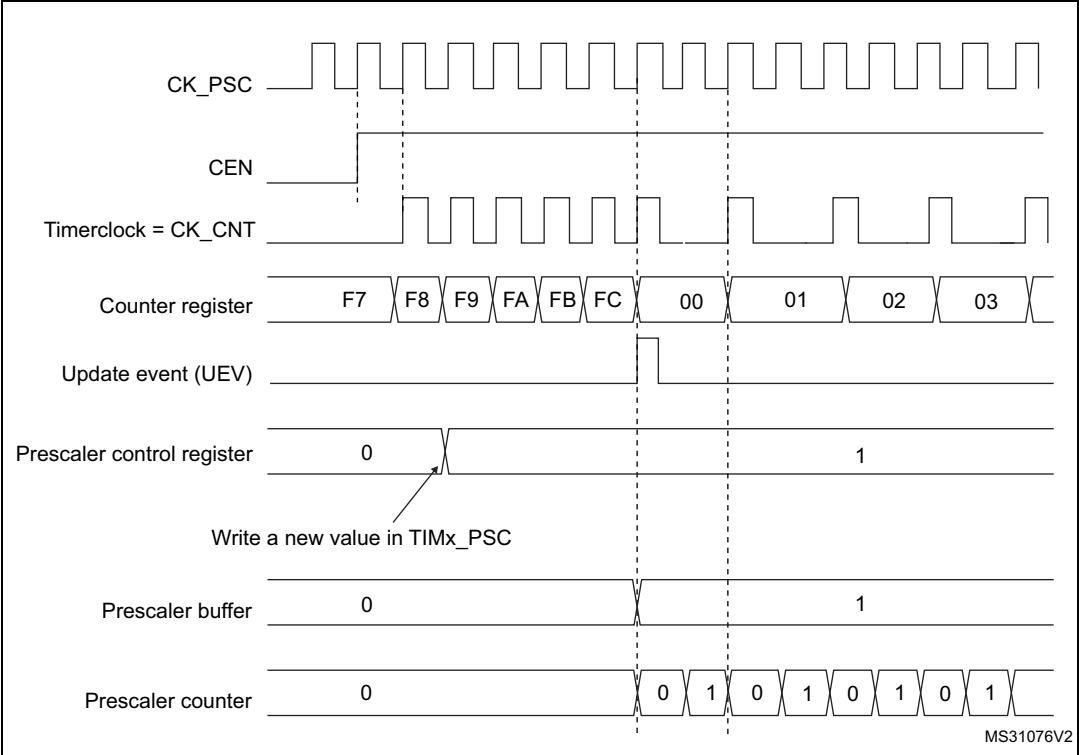 CK_PSC
CEN
Timerclock = CK_CNT
Counter register F7 F8 F9 FA FB FC 00 01 02 03
Update event (UEV)
Prescaler control register 0 1
Write a new value in TIMx_PSC
Prescaler buffer 0 1
Prescaler counter 0 0 1 0 1 0 1 0 1
MS31076V2